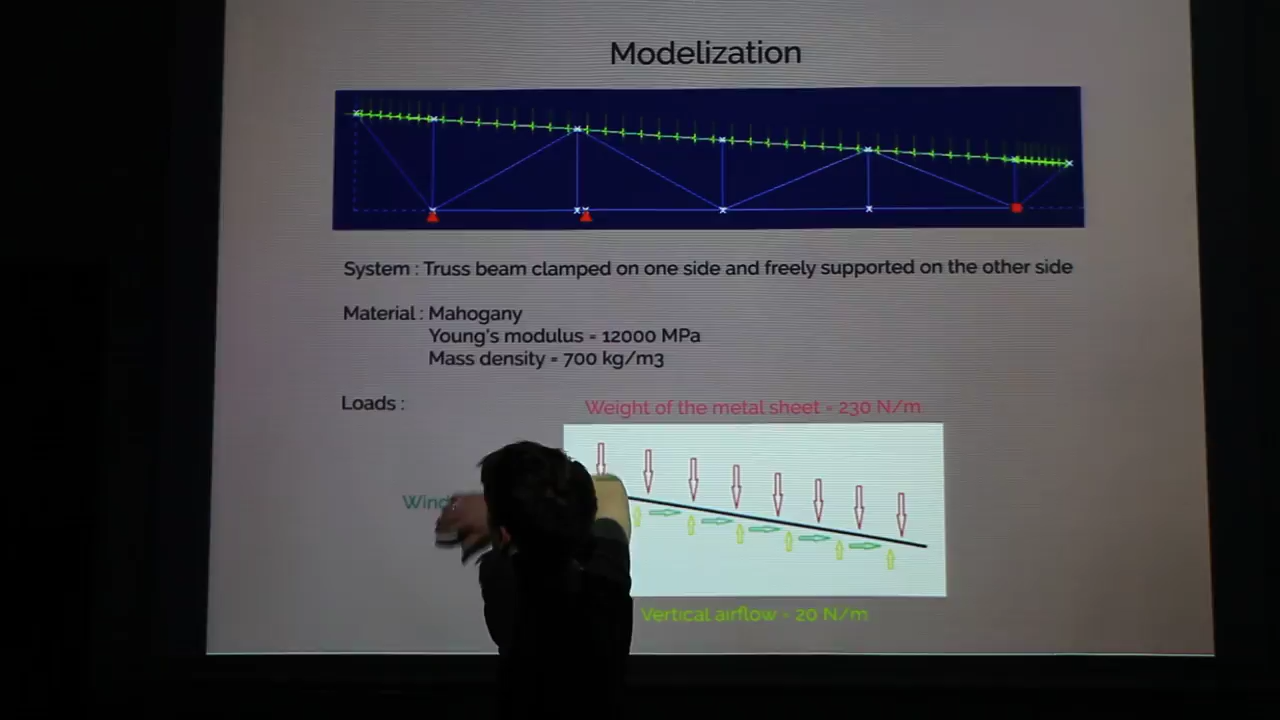 Modelization
System : Truss beam clamped on one side and freely supported on the other side
Material : Mahogany
Young's modulus = 12000 MPa
Mass density = 700 kg/m3
Loads :
Weight of the metal sheet = 230 N/m
Wind
Vertical airflow = 20 N/m